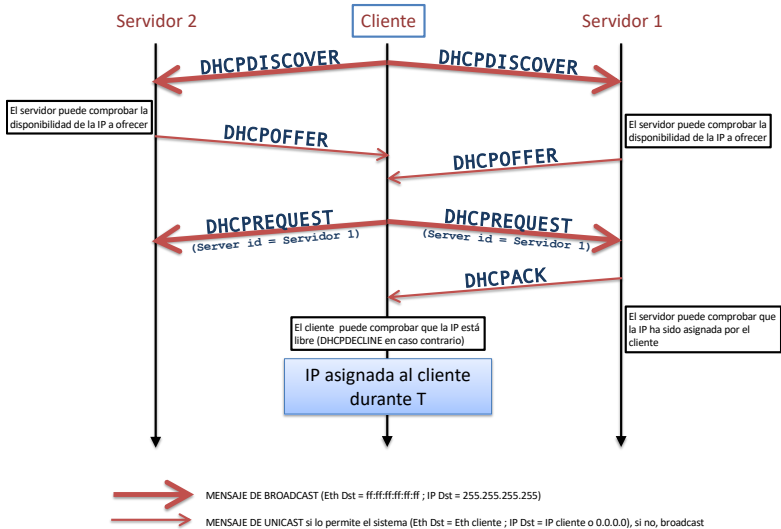 Servidor 2
Cliente
Servidor 1
DHCPDISCOVER
DHCPDISCOVER
El servidor puede comprobar la
disponibilidad de la IP a ofrecer
El servidor puede comprobar la
disponibilidad de la IP a ofrecer
DHCPOFFER
DHCPOFFER
DHCPREQUEST
(Server id = Servidor 1)
DHCPREQUEST
(Server id = Servidor 1)
DHCPACK
El cliente puede comprobar que la IP está
libre (DHCPDECLINE en caso contrario)
El servidor puede comprobar que
la IP ha sido asignada por el
cliente
IP asignada al cliente
durante T
MENSAJE DE BROADCAST (Eth Dst = ff:ff:ff:ff:ff:ff ; IP Dst = 255.255.255.255)
MENSAJE DE UNICAST si lo permite el sistema (Eth Dst = Eth cliente ; IP Dst = IP cliente o 0.0.0.0), si no, broadcast